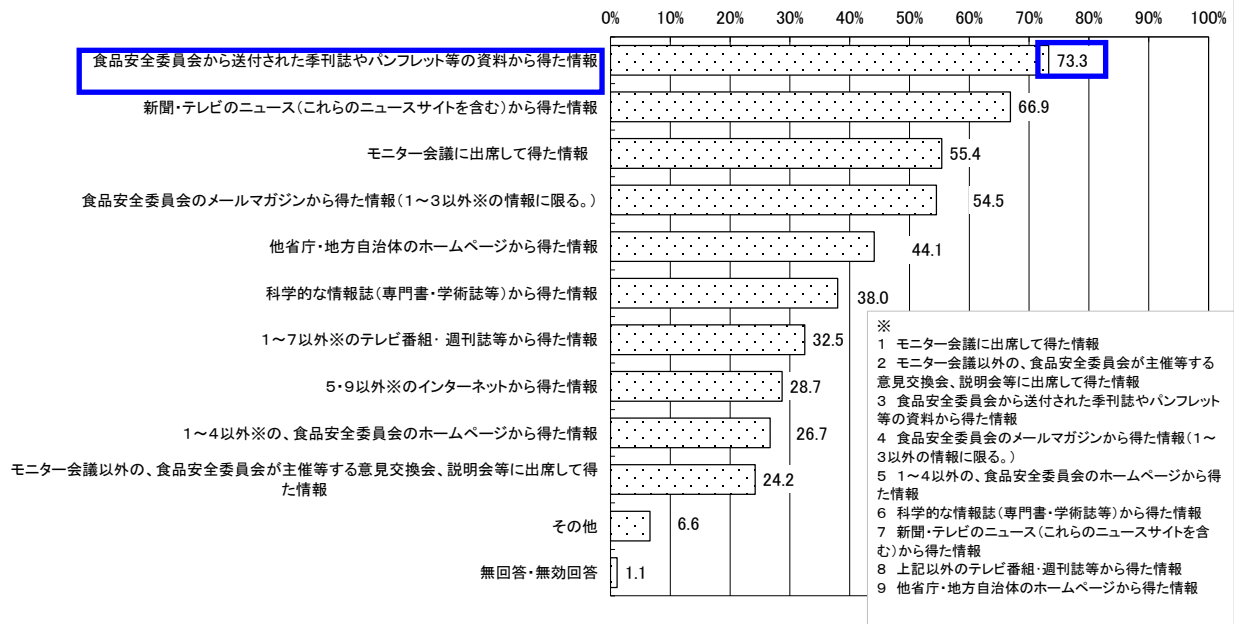 0% 10% 20% 30% 40% 50% 60% 70% 80% 90% 100%
食品安全委員会から送付された季刊誌やパンフレット等の資料から得た情報 73.3
新聞・テレビのニュース(これらのニュースサイトを含む)から得た情報 66.9
モニター会議に出席して得た情報 55.4
食品安全委員会のメールマガジンから得た情報(1~3以外※の情報に限る。) 54.5
他省庁・地方自治体のホームページから得た情報 44.1
科学的な情報誌(専門書・学術誌等)から得た情報 38.0
1~7以外※のテレビ番組・週刊誌等から得た情報 32.5
5・9以外※のインターネットから得た情報 28.7
1~4以外※の、食品安全委員会のホームページから得た情報 26.7
モニター会議以外の、食品安全委員会が主催等する意見交換会、説明会等に出席して得
た情報 24.2
その他 6.6
無回答・無効回答 1.1
※
1 モニター会議に出席して得た情報
2 モニター会議以外の、食品安全委員会が主催等する
意見交換会、説明会等に出席して得た情報
3 食品安全委員会から送付された季刊誌やパンフレット
等の資料から得た情報
4 食品安全委員会のメールマガジンから得た情報(1~
3以外の情報に限る。)
5 1~4以外の、食品安全委員会のホームページから得
た情報
6 科学的な情報誌(専門書・学術誌等)から得た情報
7 新聞・テレビのニュース(これらのニュースサイトを含
む)から得た情報
8 上記以外のテレビ番組・週刊誌等から得た情報
9 他省庁・地方自治体のホームページから得た情報